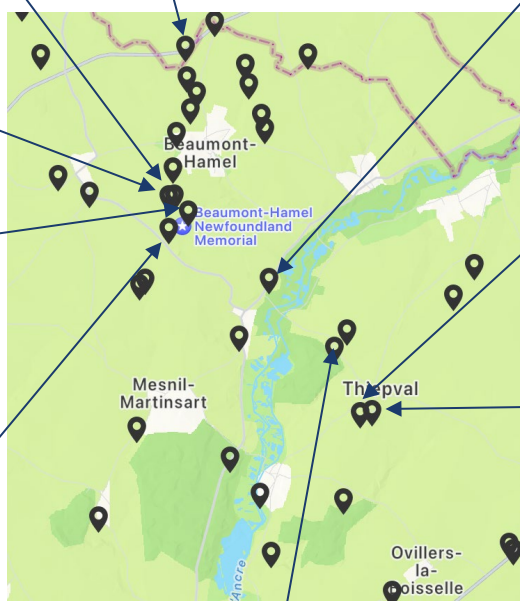 Beaumont-
Hamel
Beaumont-Hamel
Newfoundland
Memorial
Thiepval
Mesnil-
Martinsart
Ovillers-
la-
Boisselle
l'Ancre